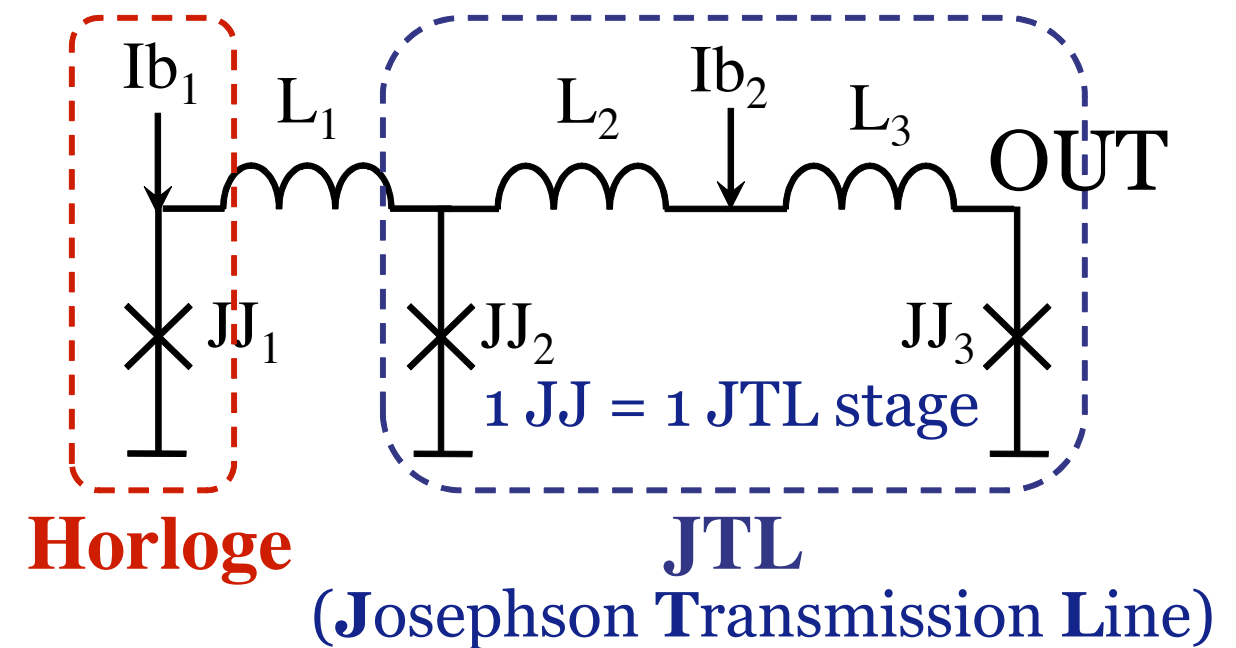 Ib₁
L₁
L₂
Ib₂
L₃
OUT
JJ₁
JJ₂
JJ₃
1 JJ = 1 JTL stage
Horloge
JTL
(Josephson Transmission Line)